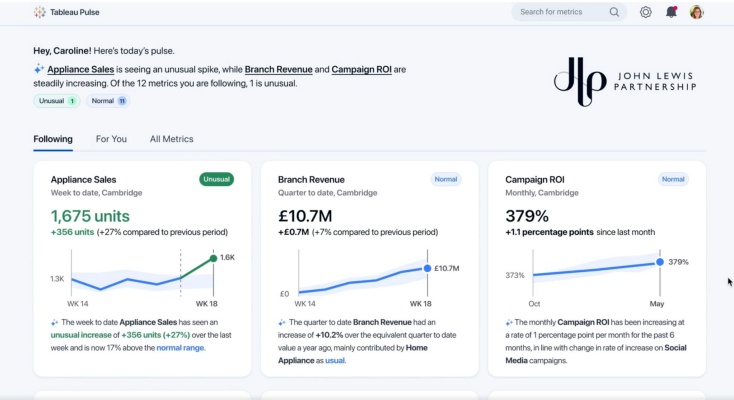 Tableau Pulse
Search for metrics
Hey, Caroline! Here's today's pulse.
Appliance Sales is seeing an unusual spike, while Branch Revenue and Campaign ROI are
steadily increasing. Of the 12 metrics you are following, 1 is unusual.
Unusual 1 Normal 11
JOHN LEWIS
PARTNERSHIP
Following For You All Metrics
Appliance Sales Unusual
Week to date, Cambridge
1,675 units
+356 units (+27% compared to previous period)
1.6K
1.3K
WK 14 WK 18
The week to date Appliance Sales has seen an
unusual increase of +356 units (+27%) over the last
week and is now 17% above the normal range.
Branch Revenue Normal
Quarter to date, Cambridge
£10.7M
+£0.7M (+7% compared to previous period)
£10.7M
£0
WK 14 WK 18
The quarter to date Branch Revenue had an
increase of +10.2% over the equivalent quarter to date
value a year ago, mainly contributed by Home
Appliance as usual.
Campaign ROI Normal
Monthly, Cambridge
379%
+1.1 percentage points since last month
379%
373%
Oct May
The monthly Campaign ROI has been increasing at
a rate of 1 percentage point per month for the past 6
months, in line with change in rate of increase on Social
Media campaigns.